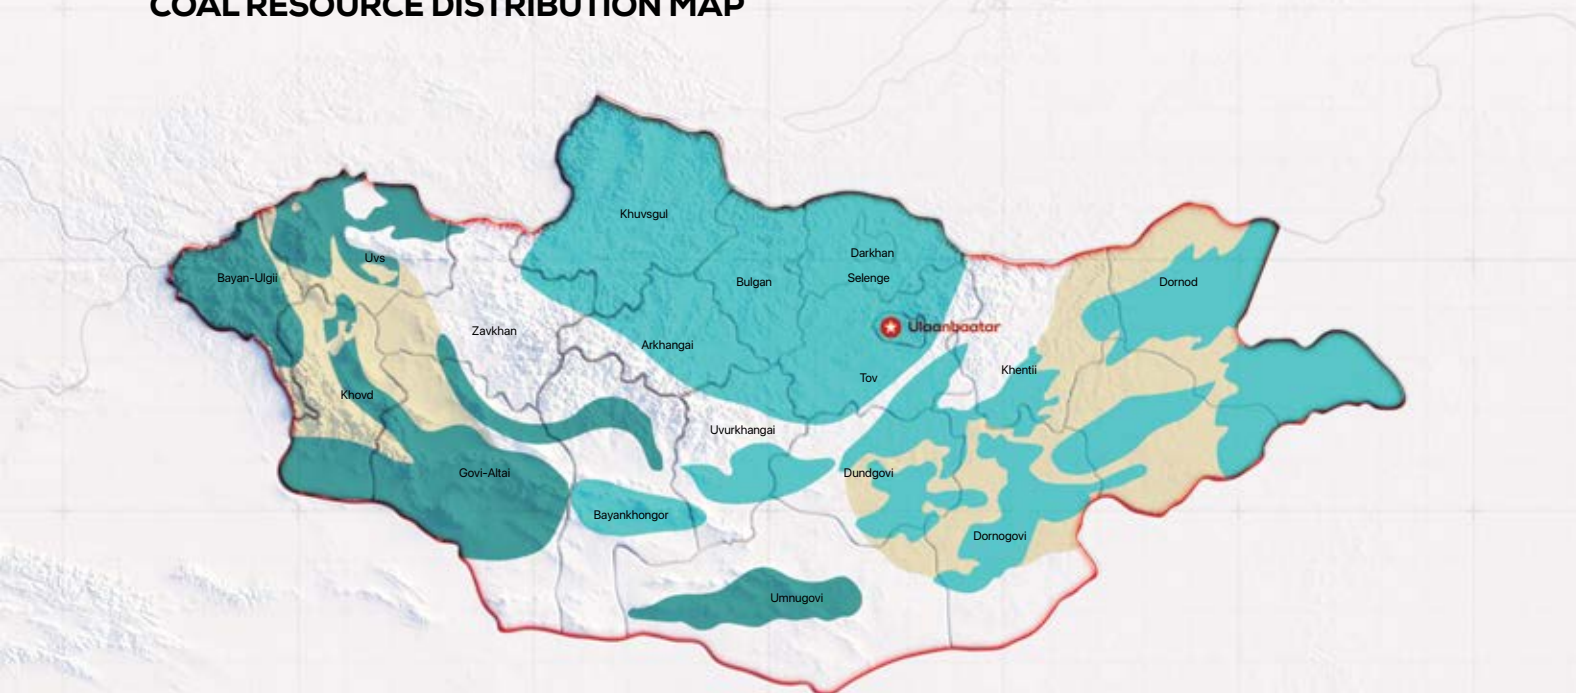 COAL RESOURCE DISTRIBUTION MAP
Khuvsgul
Darkhan
Uvs
Bayan-Ulgii
Bulgan
Selenge
Dornod
Ulaanbaatar
Zavkhan
Arkhangai
Khentii
Tov
Khovd
Uvurkhangai
Govi-Altai
Dundgovi
Bayankhongor
Dornogovi
Umnugovi